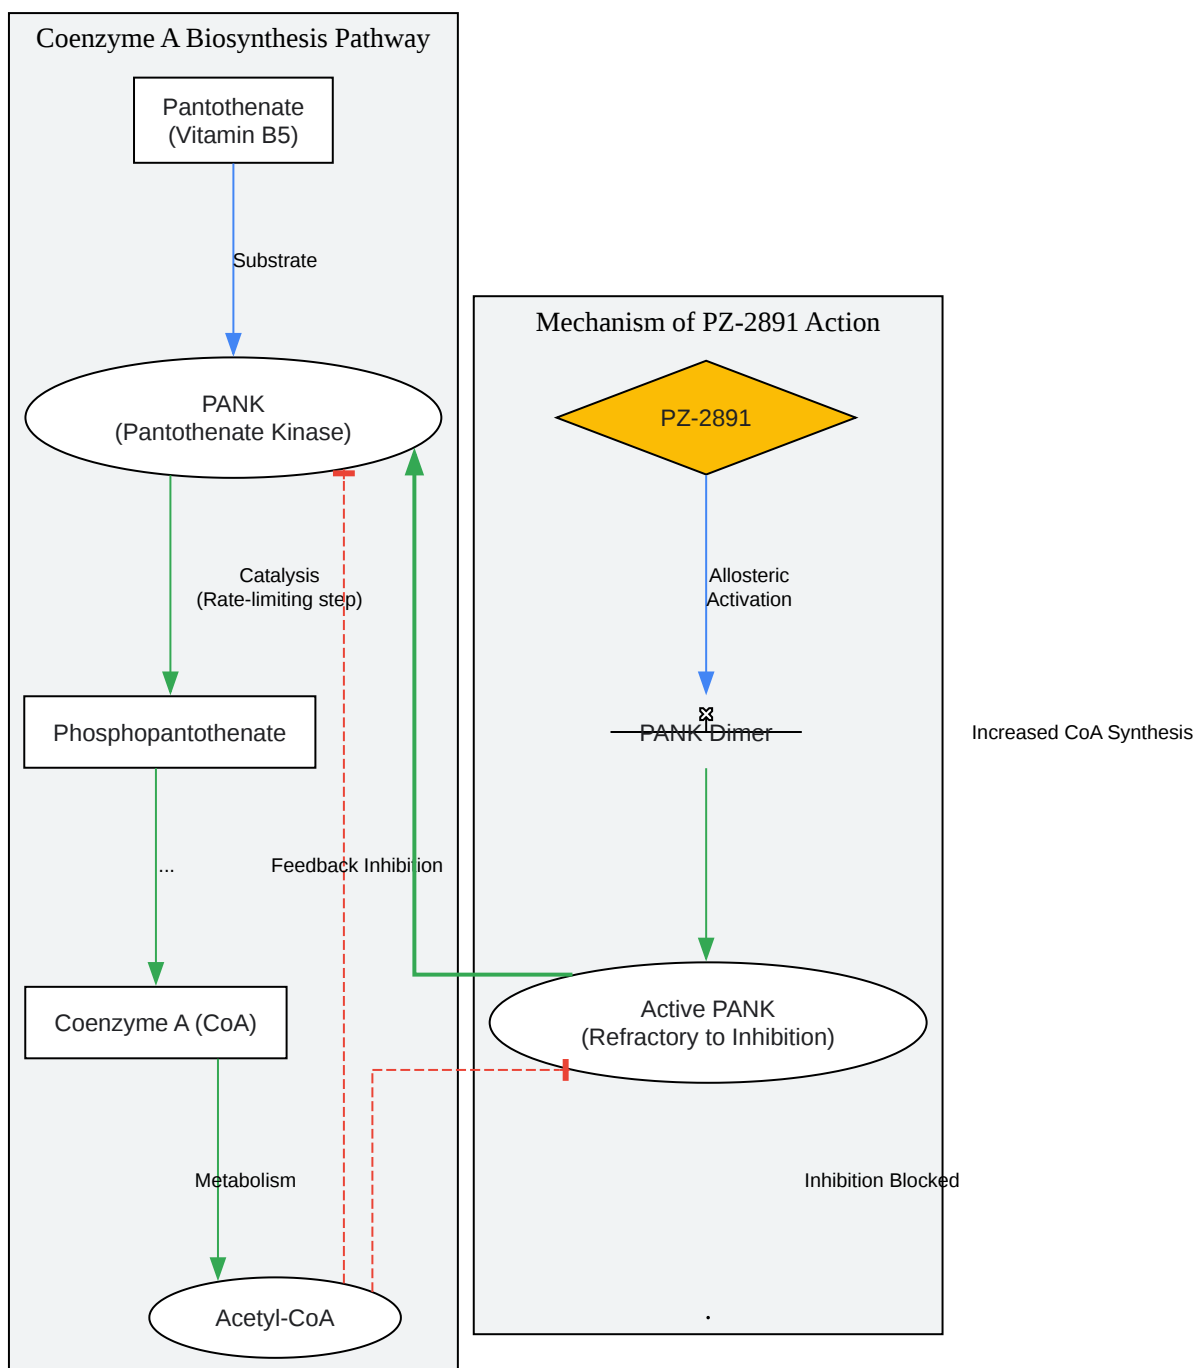 Coenzyme A Biosynthesis Pathway
Pantothenate
(Vitamin B5)
Substrate
PANK
(Pantothenate Kinase)
Catalysis
(Rate-limiting step)
Phosphopantothenate
...
Feedback Inhibition
Coenzyme A (CoA)
Metabolism
Acetyl-CoA
Mechanism of PZ-2891 Action
PZ-2891
Allosteric
Activation
PANK Dimer
Increased CoA Synthesis
Active PANK
(Refractory to Inhibition)
Inhibition Blocked
.